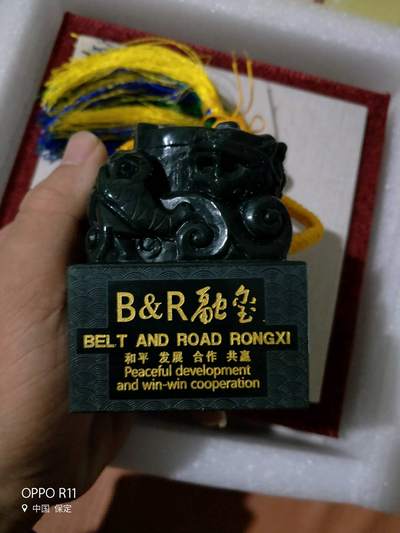 B&R融玺
BELT AND ROAD RONGXI
和平 发展 合作 共赢
Peaceful development
and win-win cooperation
OPPO R11
中国 保定